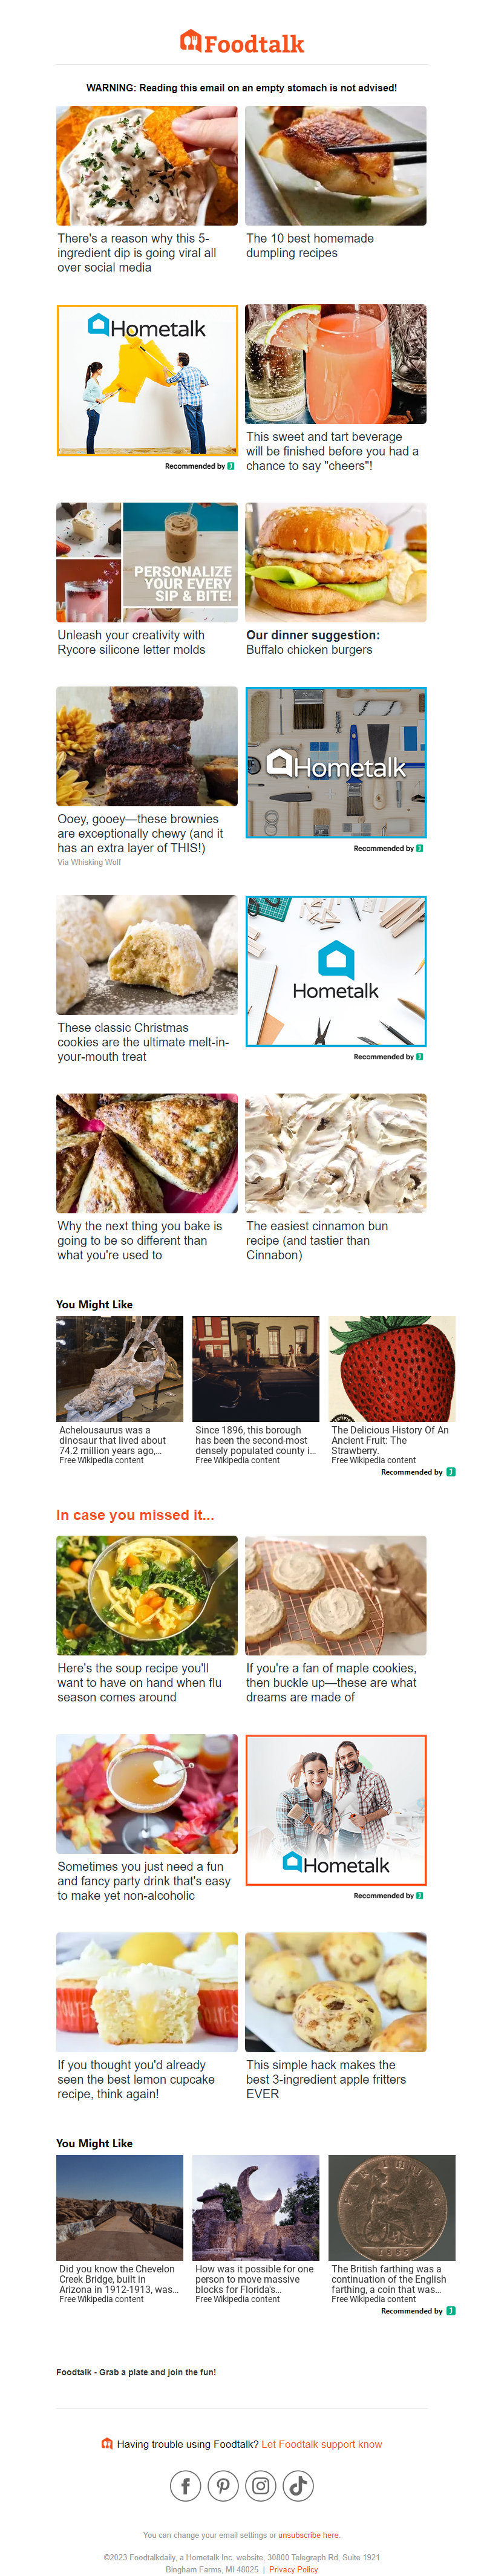 Foodtalk
WARNING: Reading this email on an empty stomach is not advised!
There's a reason why this 5-
ingredient dip is going viral all
over social media
The 10 best homemade
dumpling recipes
Hometalk
Recommended by
This sweet and tart beverage
will be finished before you had a
chance to say "cheers"!
PERSONALIZE
YOUR EVERY
SIP & BITE!
Unleash your creativity with
Rycore silicone letter molds
Our dinner suggestion:
Buffalo chicken burgers
Ooey, gooey—these brownies
are exceptionally chewy (and it
has an extra layer of THIS!)
Via Whisking Wolf
Hometalk
Recommended by
These classic Christmas
cookies are the ultimate melt-in-
your-mouth treat
Hometalk
Recommended by
Why the next thing you bake is
going to be so different than
what you're used to
The easiest cinnamon bun
recipe (and tastier than
Cinnabon)
You Might Like
Achelousaurus was a
dinosaur that lived about
74.2 million years ago,...
Free Wikipedia content
Since 1896, this borough
has been the second-most
densely populated county i...
Free Wikipedia content
The Delicious History Of An
Ancient Fruit: The
Strawberry.
Free Wikipedia content
Recommended by
In case you missed it...
Here's the soup recipe you'll
want to have on hand when flu
season comes around
If you're a fan of maple cookies,
then buckle up—these are what
dreams are made of
Sometimes you just need a fun
and fancy party drink that's easy
to make yet non-alcoholic
Hometalk
Recommended by
If you thought you'd already
seen the best lemon cupcake
recipe, think again!
This simple hack makes the
best 3-ingredient apple fritters
EVER
You Might Like
Did you know the Chevelon
Creek Bridge, built in
Arizona in 1912-1913, was...
Free Wikipedia content
How was it possible for one
person to move massive
blocks for Florida's...
Free Wikipedia content
FARTHING
The British farthing was a
continuation of the English
farthing, a coin that was...
Free Wikipedia content
Recommended by
Foodtalk - Grab a plate and join the fun!
Having trouble using Foodtalk? Let Foodtalk support know
You can change your email settings or unsubscribe here.
©2023 Foodtalkdaily, a Hometalk Inc. website, 30800 Telegraph Rd, Suite 1921
Bingham Farms, MI 48025 | Privacy Policy